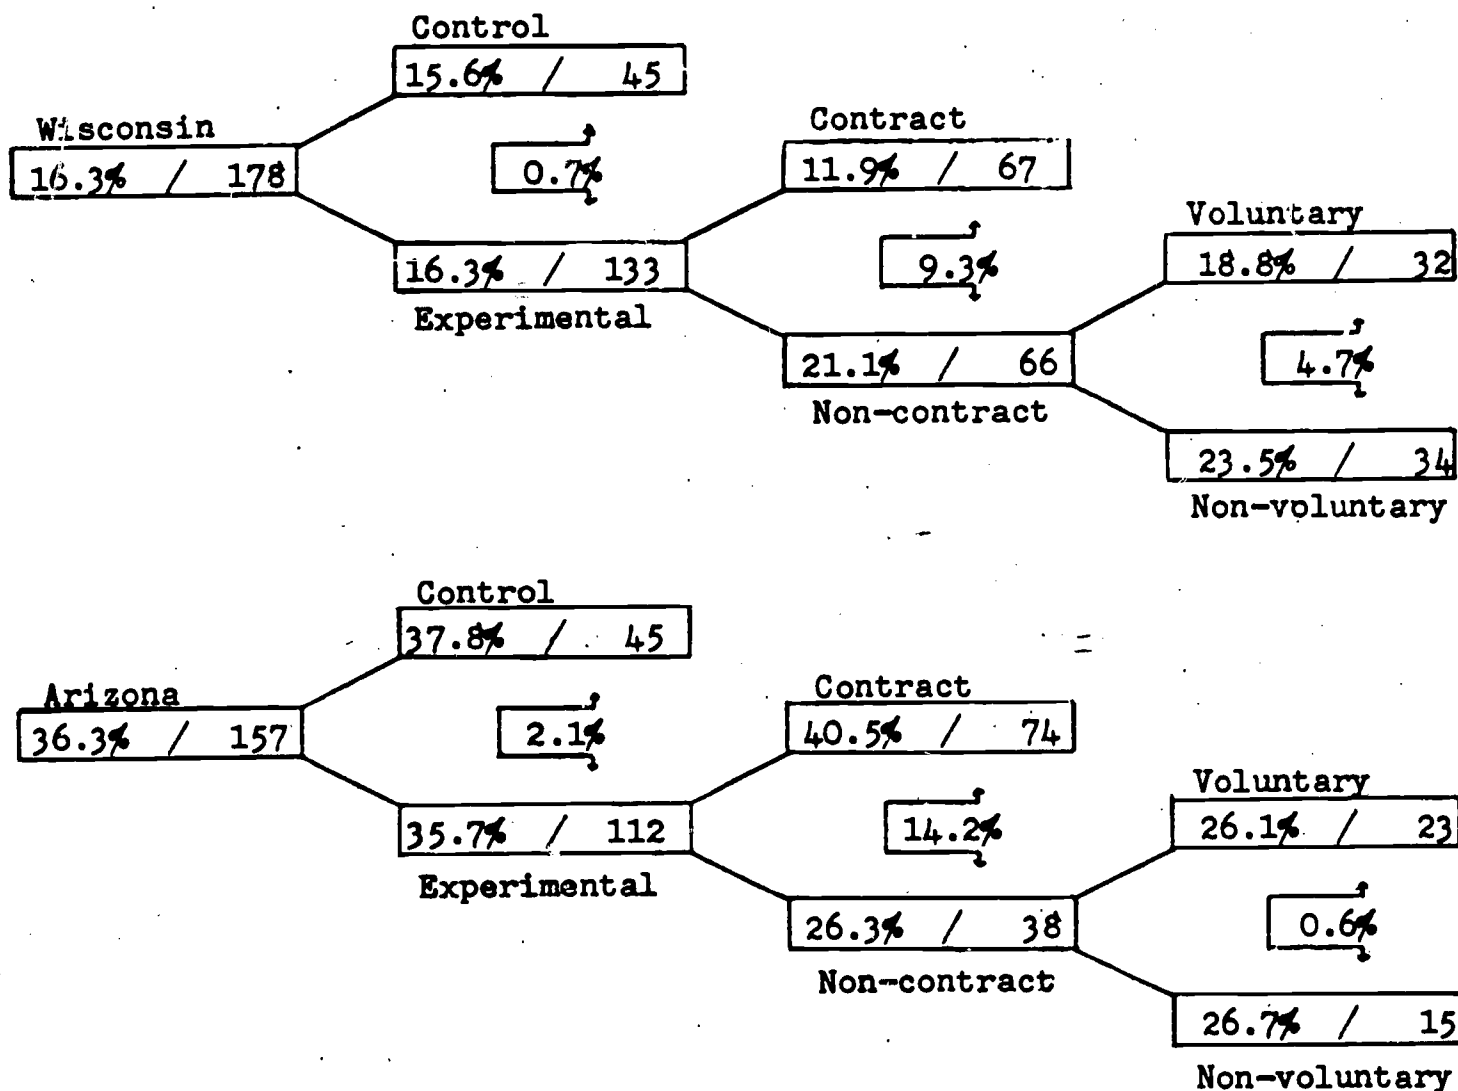 Control
15.6% / 45
Wisconsin
16.3% / 178
0.7%
Contract
11.9% / 67
16.3% / 133
Experimental
9.3%
Voluntary
18.8% / 32
21.1% / 66
Non-contract
4.7%
23.5% / 34
Non-voluntary
Control
37.8% / 45
Arizona
36.3% / 157
2.1%
Contract
40.5% / 74
35.7% / 112
Experimental
14.2%
Voluntary
26.1% / 23
26.3% / 38
Non-contract
0.6%
26.7% / 15
Non-voluntary